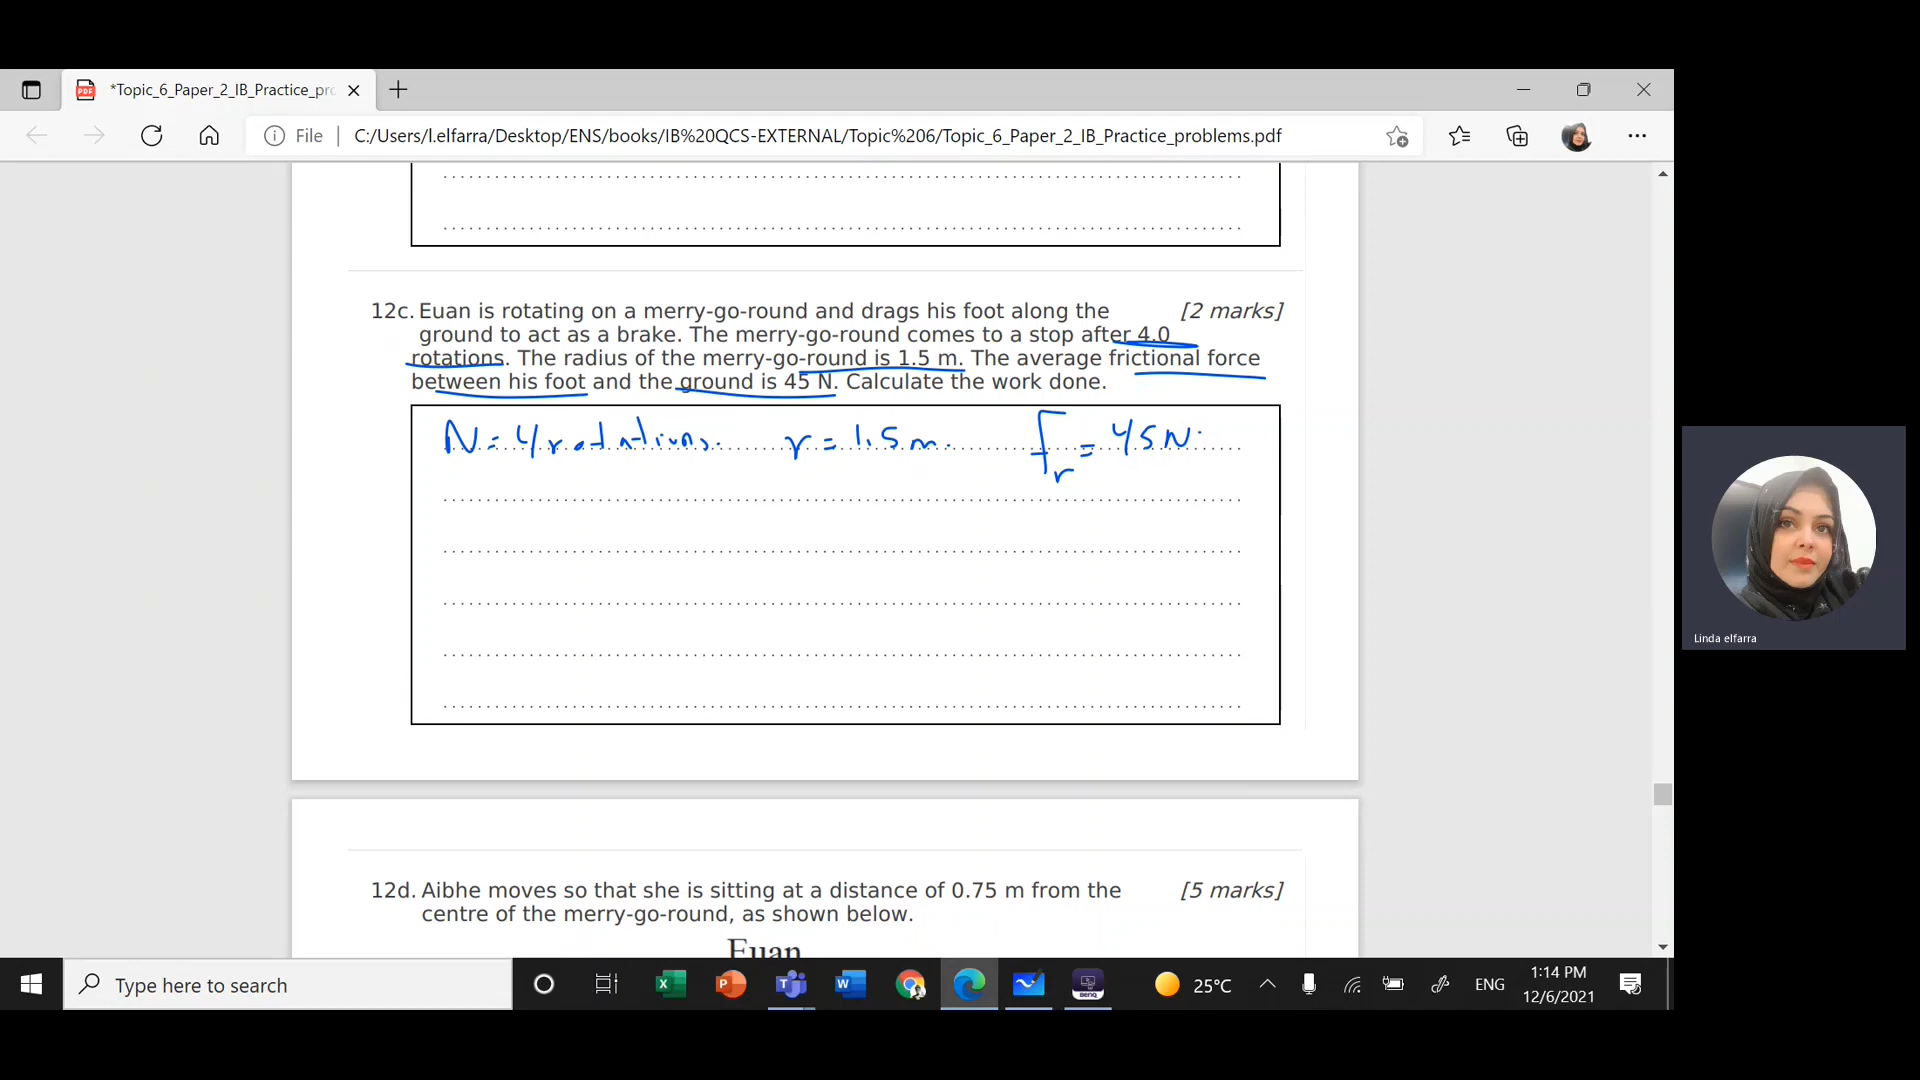 *Topic_6_Paper_2_IB_Practice_pro
File
C:/Users/l.elfarra/Desktop/ENS/books/IB%20QCS-EXTERNAL/Topic%206/Topic_6_Paper_2_IB_Practice_problems.pdf
12c. Euan is rotating on a merry-go-round and drags his foot along the [2 marks]
ground to act as a brake. The merry-go-round comes to a stop after 4.0
rotations. The radius of the merry-go-round is 1.5 m. The average frictional force
between his foot and the ground is 45 N. Calculate the work done.
N = 4 rotations. r = 1.5 m. fr = 45 N.
Linda elfarra
12d. Aibhe moves so that she is sitting at a distance of 0.75 m from the [5 marks]
centre of the merry-go-round, as shown below.
Euan
Type here to search
25°C
ENG
1:14 PM
12/6/2021